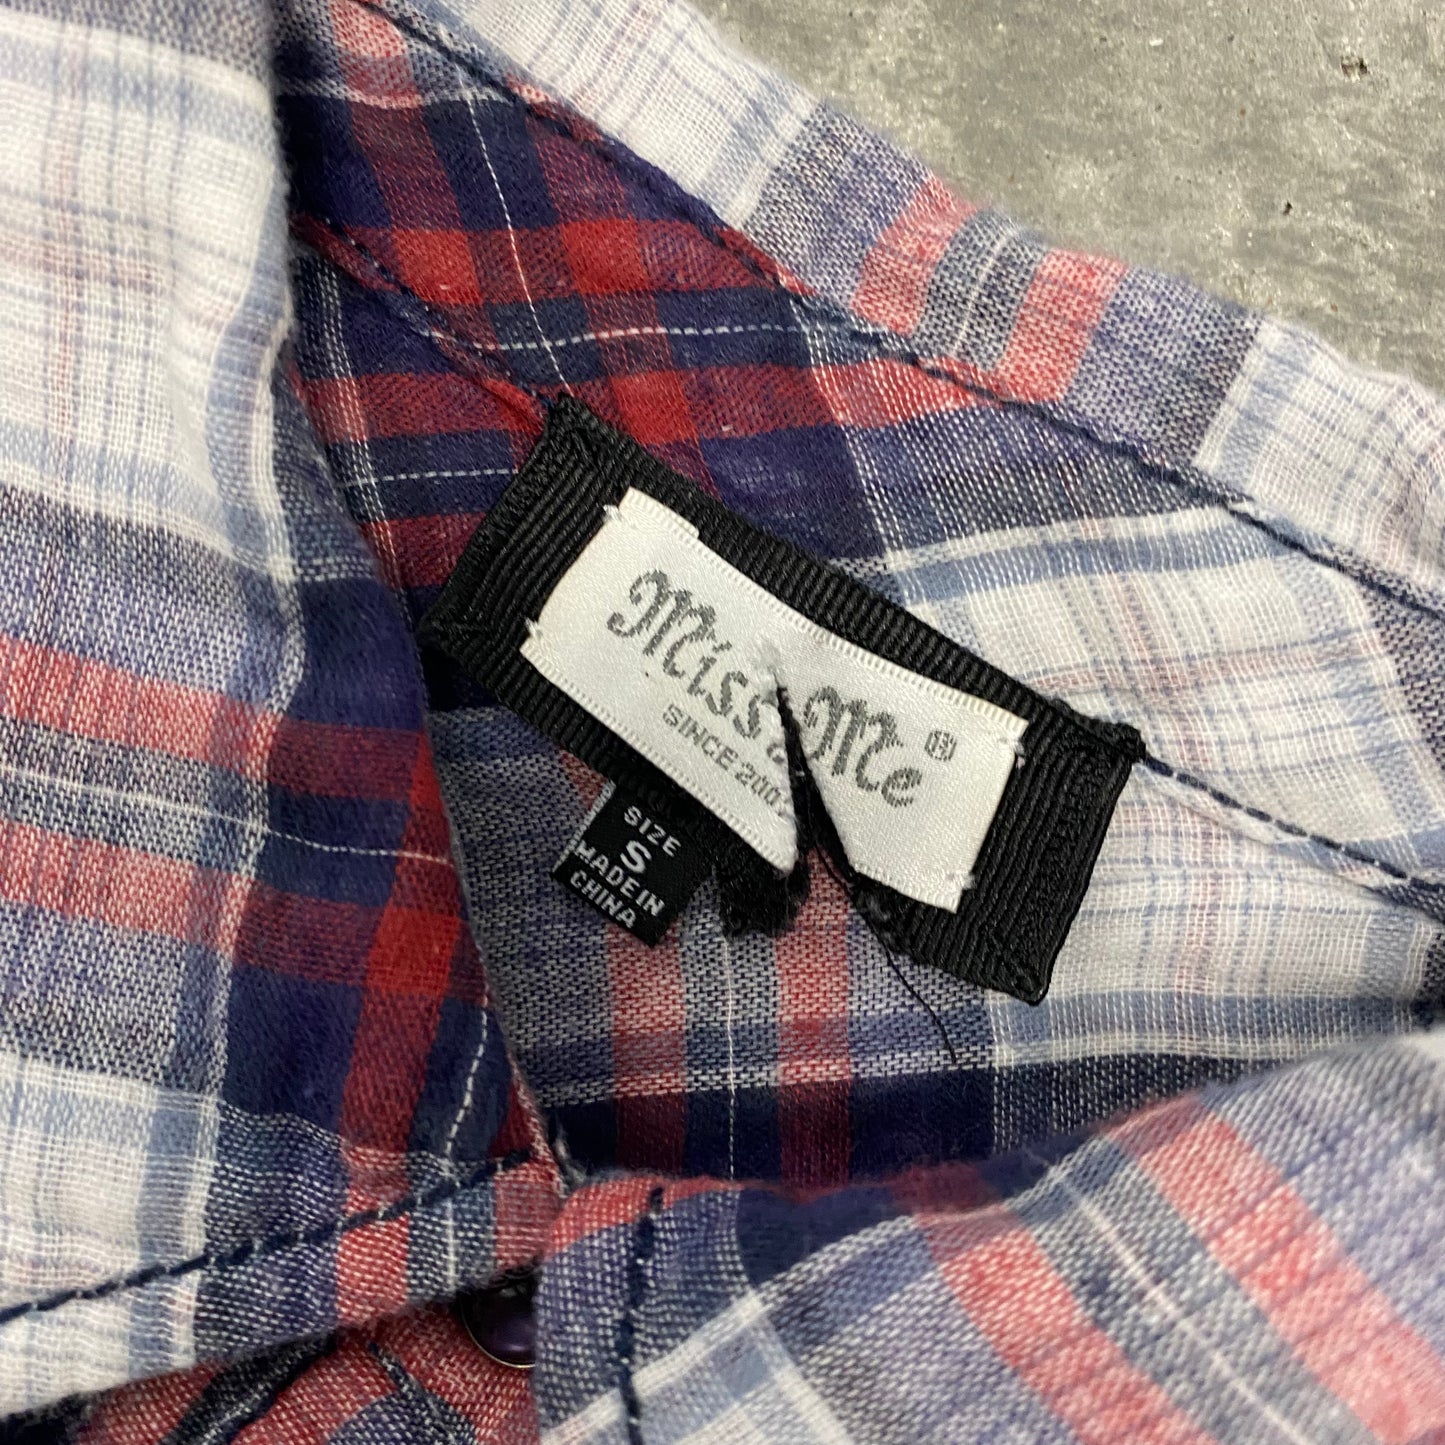 Miss Me®
SINCE 200
SIZE
S
MADE IN
CHINA